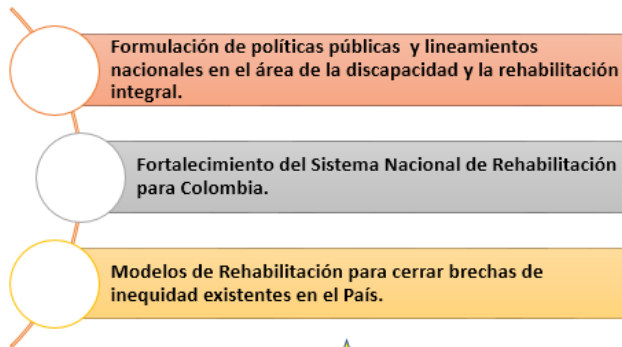 Formulación de políticas públicas y lineamientos
nacionales en el área de la discapacidad y la rehabilitación
integral.
Fortalecimiento del Sistema Nacional de Rehabilitación
para Colombia.
Modelos de Rehabilitación para cerrar brechas de
inequidad existentes en el País.